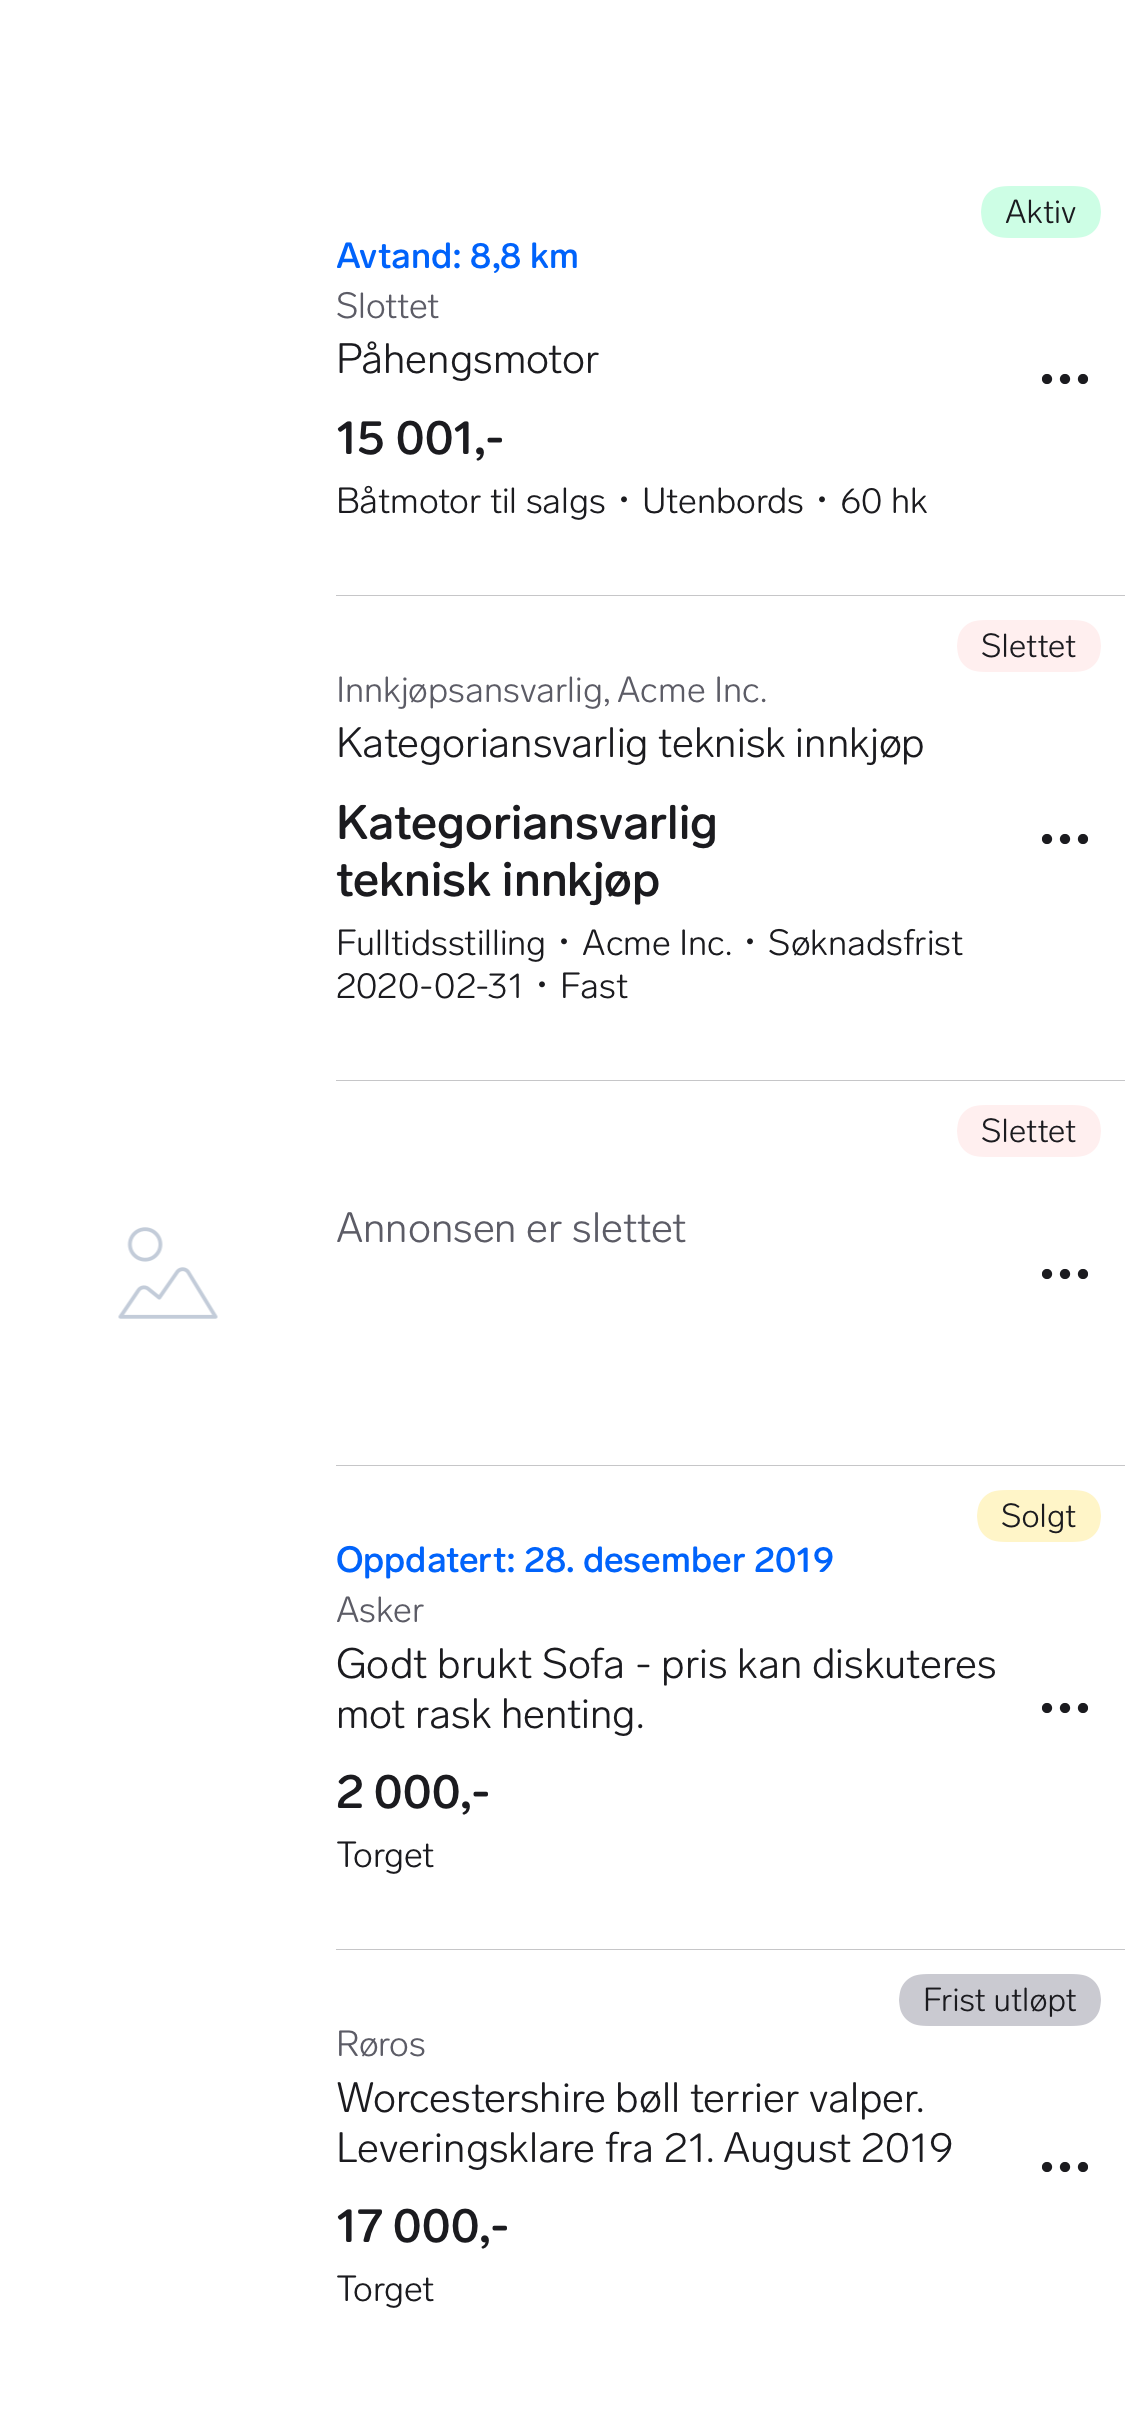 Aktiv
Avtand: 8,8 km
Slottet
Påhengsmotor
15 001,-
Båtmotor til salgs・Utenbords・60 hk
Slettet
Innkjøpsansvarlig, Acme Inc.
Kategoriansvarlig teknisk innkjøp
Kategoriansvarlig
teknisk innkjøp
Fulltidsstilling・Acme Inc.・Søknadsfrist
2020-02-31・Fast
Slettet
Annonsen er slettet
Solgt
Oppdatert: 28. desember 2019
Asker
Godt brukt Sofa - pris kan diskuteres
mot rask henting.
2 000,-
Torget
Frist utløpt
Røros
Worcestershire bøll terrier valper.
Leveringsklare fra 21. August 2019
17 000,-
Torget